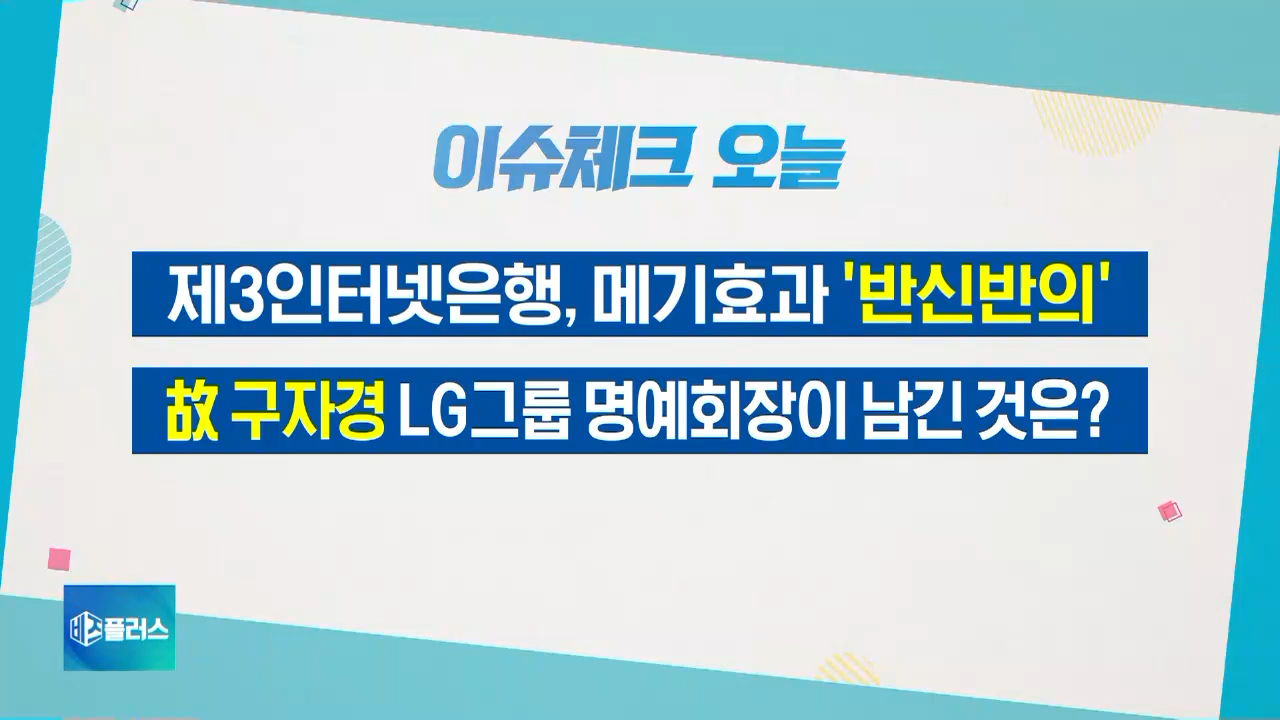 이슈체크 오늘
제3인터넷은행, 메기효과 '반신반의'
故 구자경 LG그룹 명예회장이 남긴 것은?
비즈플러스